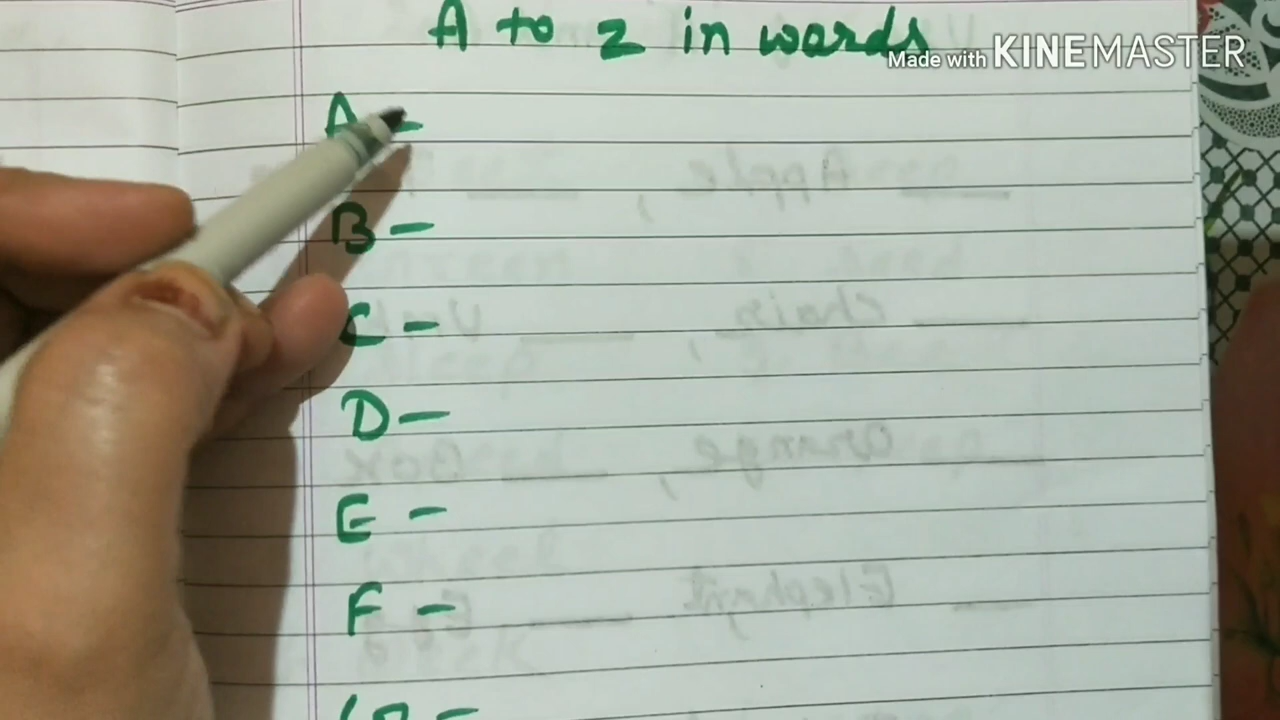 A to z in words
Made with KINEMASTER
A -
B -
C -
D -
E -
F -
G -